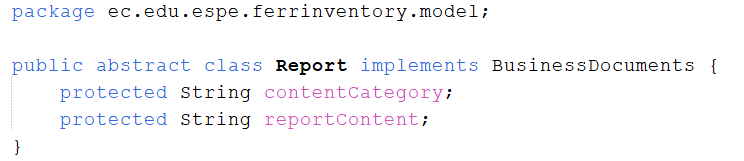 package ec.edu.espe.ferrinventory.model;
public abstract class Report implements BusinessDocuments {
    protected String contentCategory;
    protected String reportContent;
}